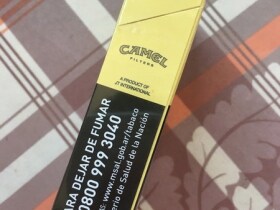 CAMEL
FILTERS
A PRODUCT OF
JT INTERNATIONAL
ARA DEJAR DE FUMAR
0800 999 3040
www.msal.gob.ar/tabaco
erio de Salud de la Nación